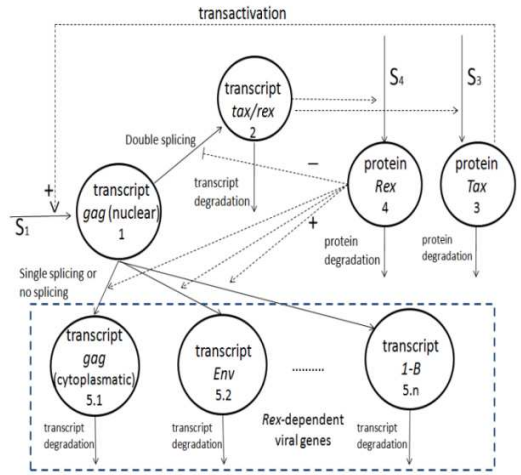 transactivation
S4
S3
transcript
tax/rex
2
Double splicing
–
protein
Rex
4
protein
Tax
3
+
transcript
gag (nuclear)
1
transcript
degradation
S1
+
protein
degradation
protein
degradation
Single splicing or
no splicing
transcript
gag
(cytoplasmatic)
5.1
transcript
Env
5.2
..........
transcript
1-B
5.n
transcript
degradation
transcript
degradation
Rex-dependent
viral genes
transcript
degradation